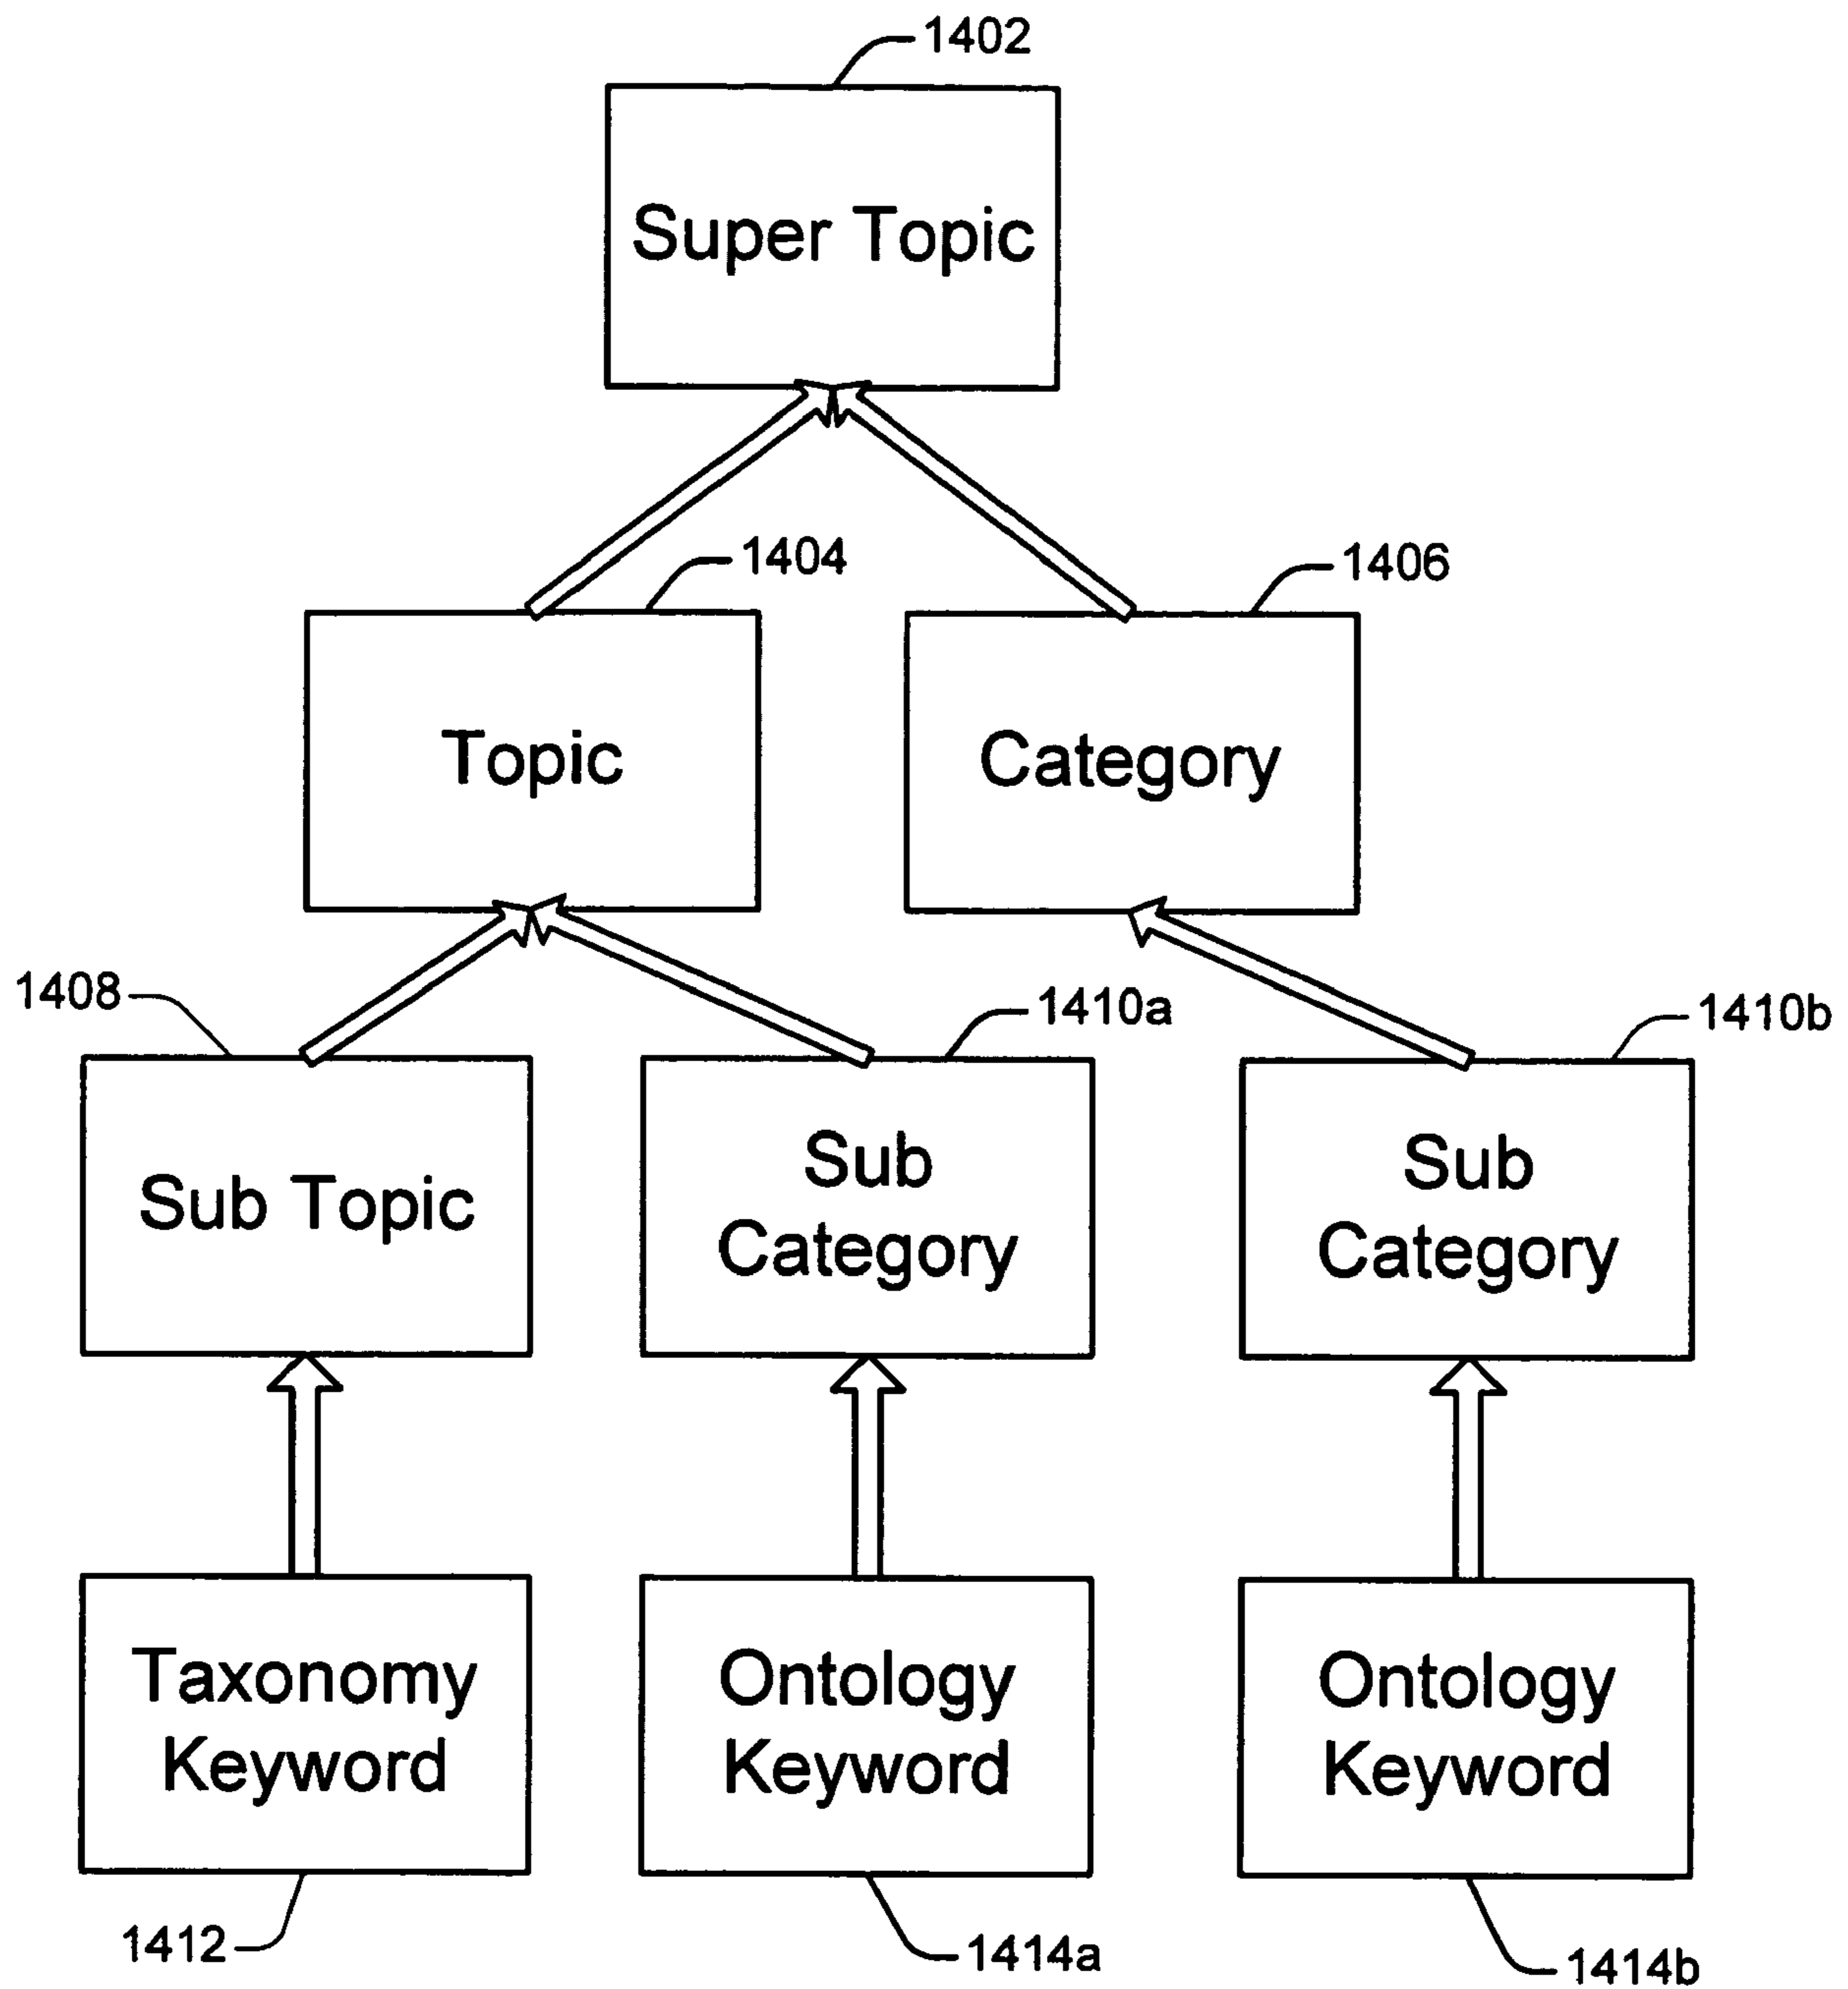 1402
Super Topic
1404
1406
Topic
Category
1408
1410a
1410b
Sub Topic
Sub
Category
Sub
Category
Taxonomy
Keyword
Ontology
Keyword
Ontology
Keyword
1412
1414a
1414b